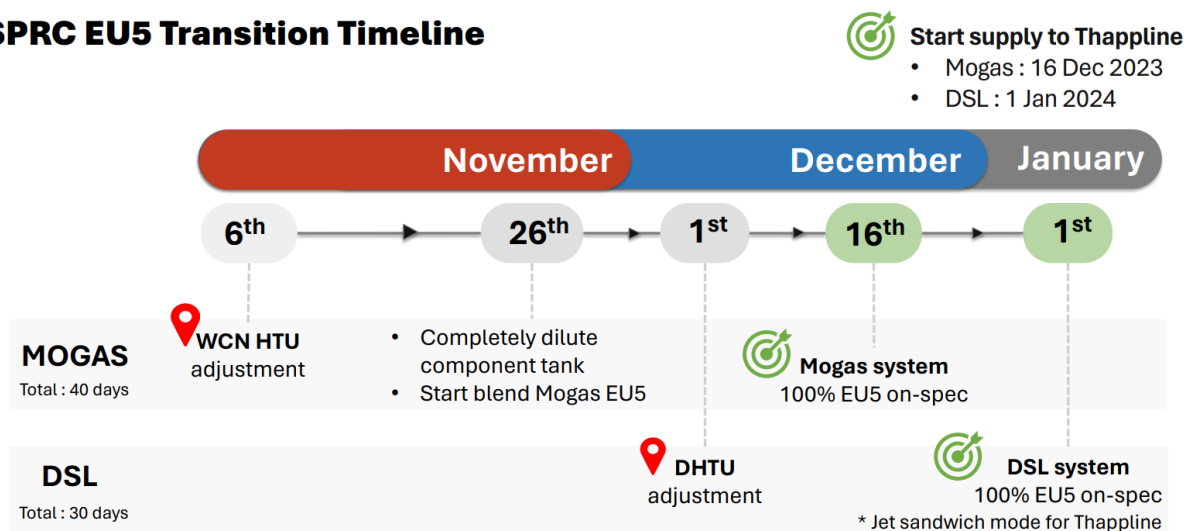 SPRC EU5 Transition Timeline
Start supply to Thappline
• Mogas : 16 Dec 2023
• DSL : 1 Jan 2024
November December January
6th 26th 1st 16th 1st
MOGAS
Total : 40 days
WCN HTU
adjustment
• Completely dilute
component tank
• Start blend Mogas EU5
Mogas system
100% EU5 on-spec
DSL
Total : 30 days
DHTU
adjustment
DSL system
100% EU5 on-spec
* Jet sandwich mode for Thappline